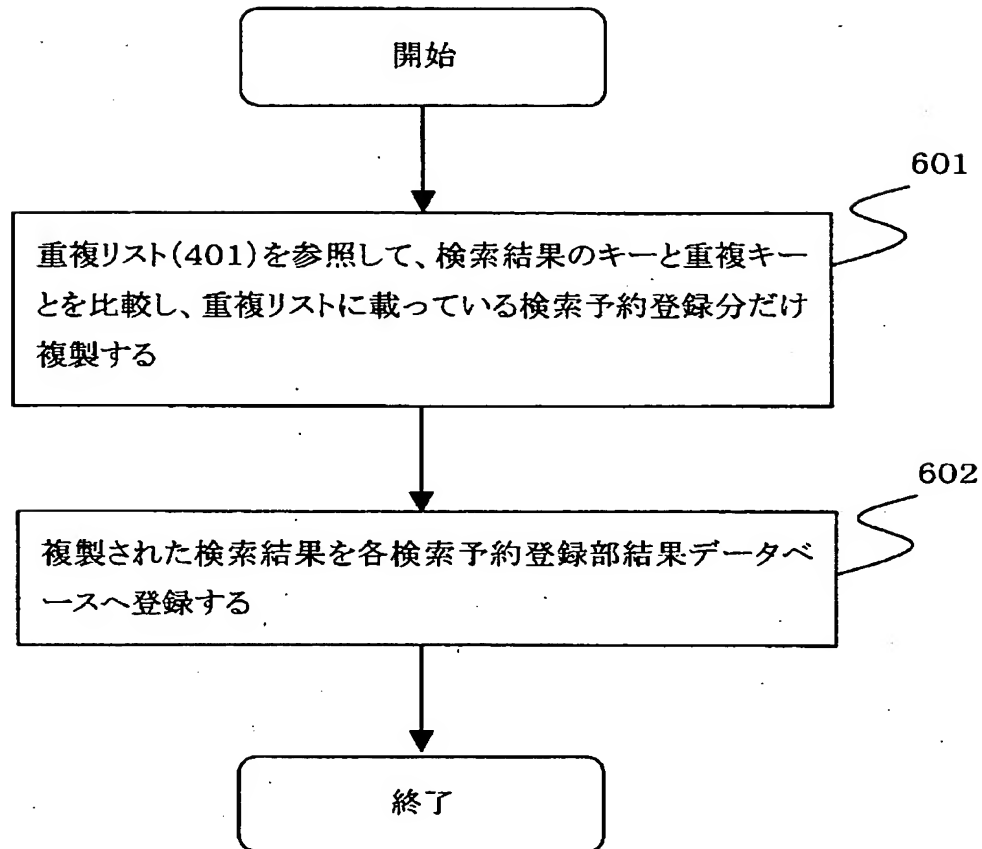 開始
601
重複リスト(401)を参照して、検索結果のキーと重複キー
とを比較し、重複リストに載っている検索予約登録分だけ
複製する
602
複製された検索結果を各検索予約登録部結果データベ
ースへ登録する
終了